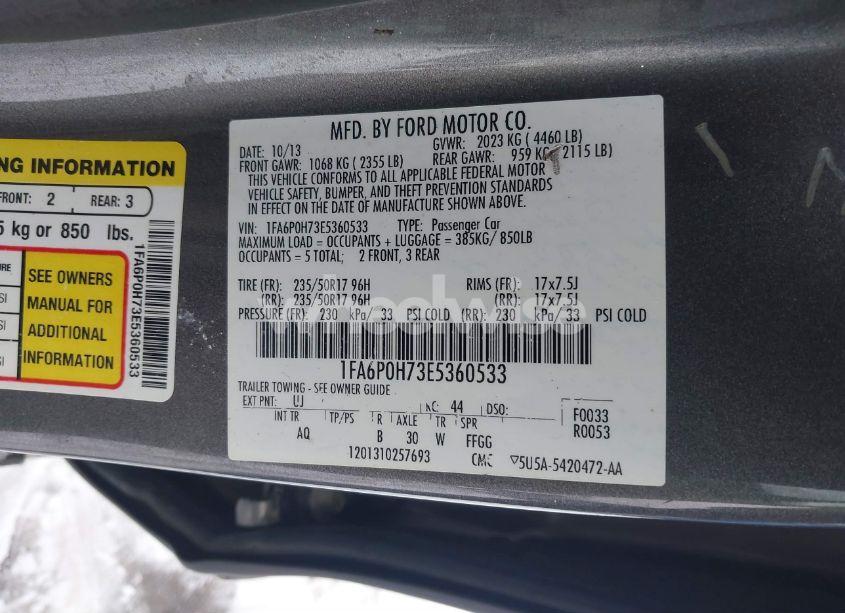 NG INFORMATION
FRONT: 2 REAR: 3
5 kg or 850 lbs.
SEE OWNERS
MANUAL FOR
ADDITIONAL
INFORMATION
1FA6P0H73E5360533
MFD. BY FORD MOTOR CO.
DATE: 10/13 GVWR: 2023 KG ( 4460 LB)
FRONT GAWR: 1068 KG ( 2355 LB) REAR GAWR: 959 KG 2115 LB)
THIS VEHICLE CONFORMS TO ALL APPLICABLE FEDERAL MOTOR
VEHICLE SAFETY, BUMPER, AND THEFT PREVENTION STANDARDS
IN EFFECT ON THE DATE OF MANUFACTURE SHOWN ABOVE.
VIN: 1FA6P0H73E5360533 TYPE: Passenger Car
MAXIMUM LOAD = OCCUPANTS + LUGGAGE = 385KG/ 850LB
OCCUPANTS = 5 TOTAL: 2 FRONT, 3 REAR
TIRE (FR): 235/50R17 96H RIMS (FR): 17x7.5J
(RR): 235/50R17 96H (RR): 17x7.5J
PRESSURE (FR): 230 kPa/ 33 PSI COLD (RR): 230 kPa/ 33 PSI COLD
wheelwise
1FA6P0H73E5360533
TRAILER TOWING - SEE OWNER GUIDE
EXT PNT: UJ RC: 44 DSO: F0033
INT TR TP/PS R AXLE TR SPR R0053
AQ B 30 W FFGG
1201310257693 CMC ▽5U5A-5420472-AA